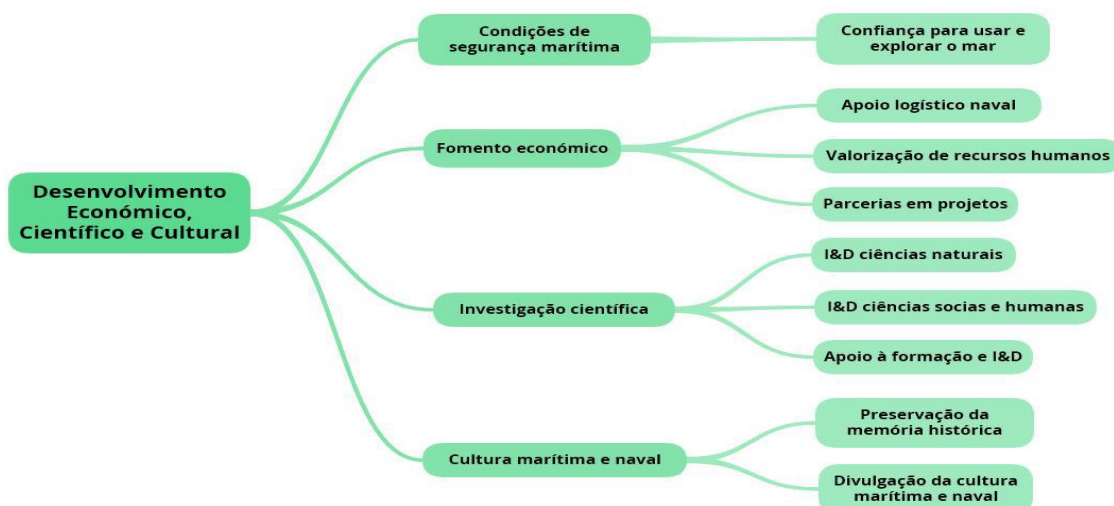 Desenvolvimento
Económico,
Científico e Cultural
Condições de
segurança marítima
Confiança para usar e
explorar o mar
Fomento económico
Apoio logístico naval
Valorização de recursos humanos
Parcerias em projetos
Investigação científica
I&D ciências naturais
I&D ciências socias e humanas
Apoio à formação e I&D
Cultura marítima e naval
Preservação da
memória histórica
Divulgação da cultura
marítima e naval